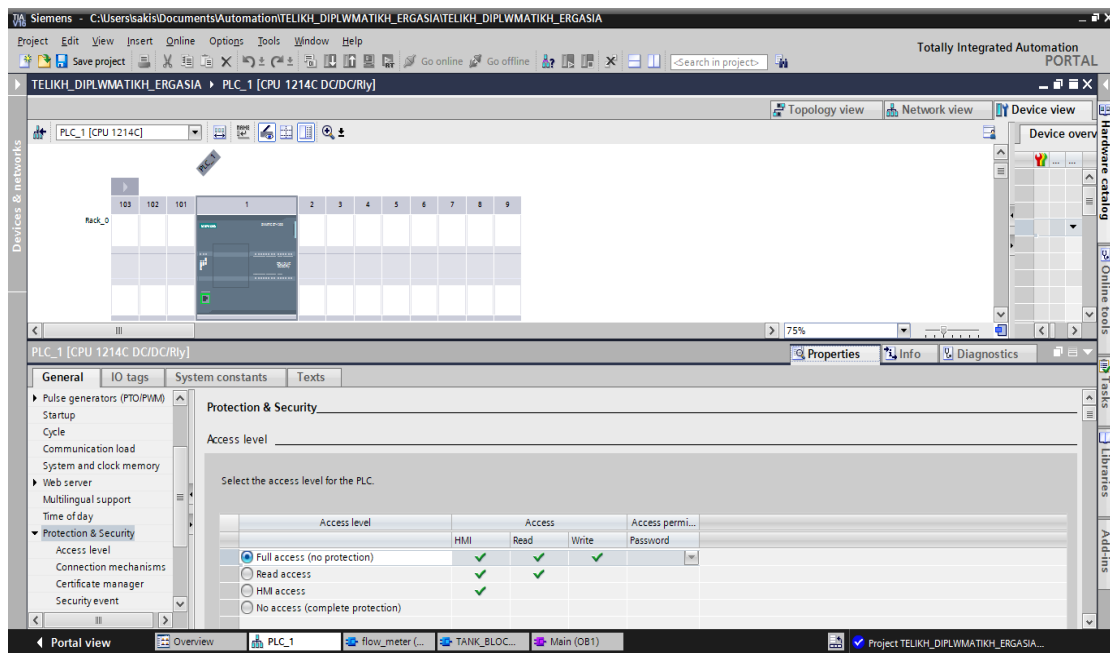 Siemens - C:\Users\sakis\Documents\Automation\TELIKH_DIPLWMATIKH_ERGASIA\TELIKH_DIPLWMATIKH_ERGASIA
Project Edit View Insert Online Options Tools Window Help
Totally Integrated Automation
PORTAL
Save project Go online Go offline <Search in project>
TELIKH_DIPLWMATIKH_ERGASIA PLC_1 [CPU 1214C DC/DC/Rly]
Topology view Network view Device view
PLC_1 [CPU 1214C] Device overv
Devices & networks
Hardware catalog
Online tools
Tasks
Libraries
Add-ins
PLC_1
103 102 101 1 2 3 4 5 6 7 8 9
Rack_0
75%
PLC_1 [CPU 1214C DC/DC/Rly]
Properties Info Diagnostics
General IO tags System constants Texts
Pulse generators (PTO/PWM)
Startup
Cycle
Communication load
System and clock memory
Web server
Multilingual support
Time of day
Protection & Security
Access level
Connection mechanisms
Certificate manager
Security event
Protection & Security
Access level
Select the access level for the PLC.
Access level Access Access permi...
HMI Read Write Password
Full access (no protection)
Read access
HMI access
No access (complete protection)
Portal view Overview PLC_1 flow_meter (... TANK_BLOC... Main (OB1) Project TELIKH_DIPLWMATIKH_ERGASIA...